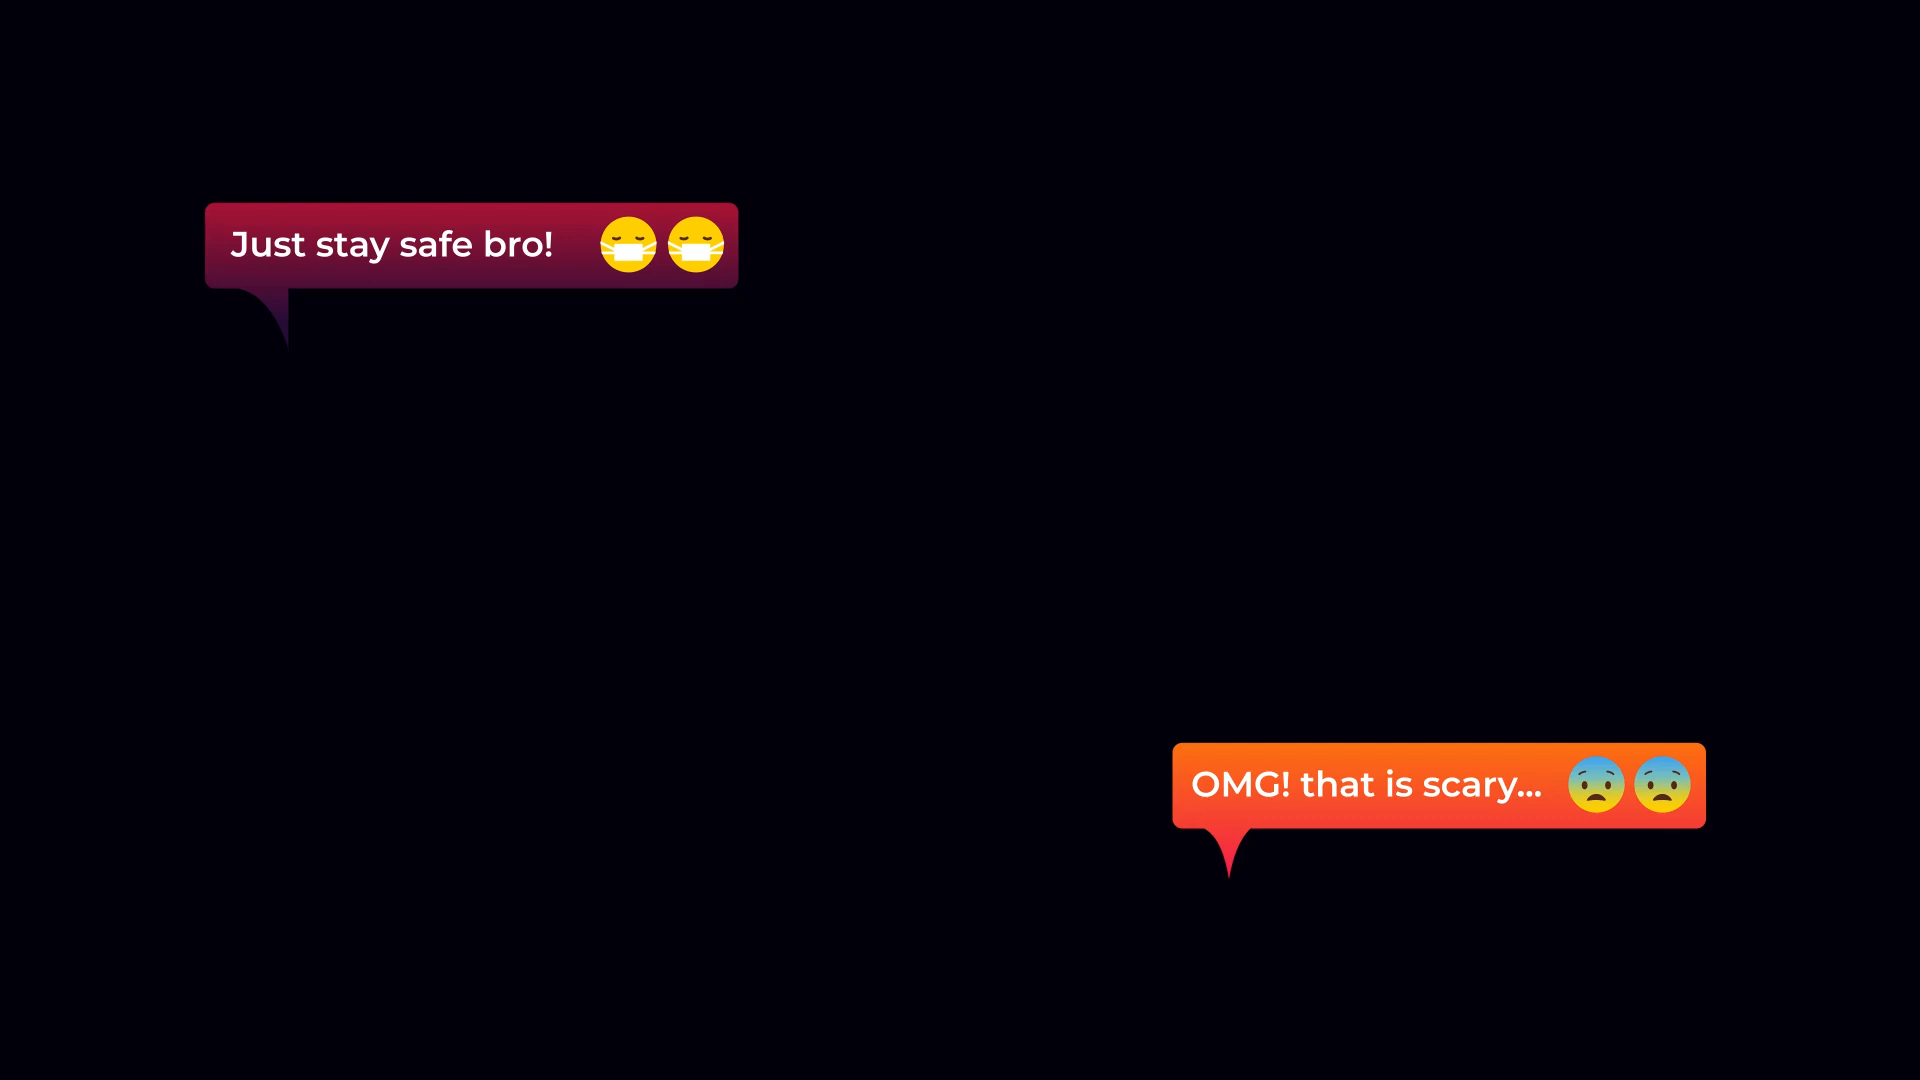 Just stay safe bro! 😷😷
OMG! that is scary... 😨😨